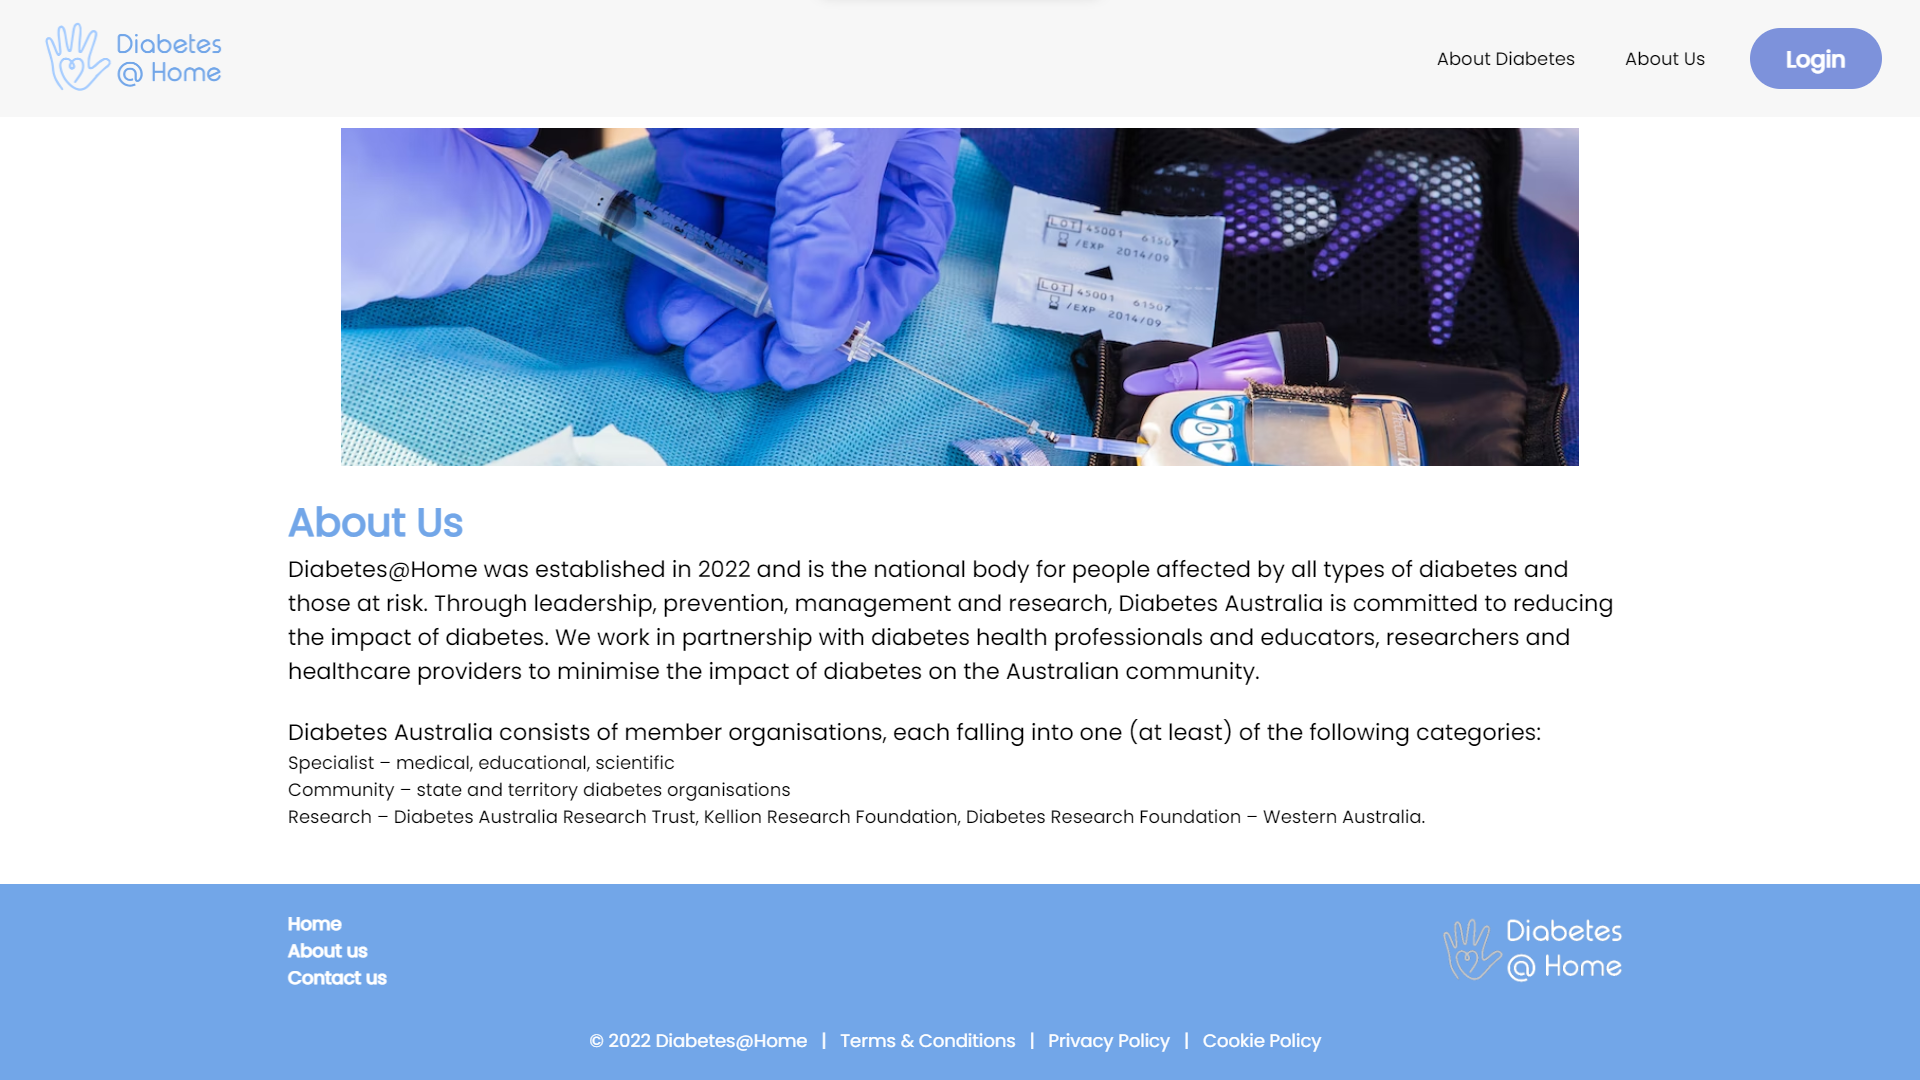 Diabetes
@ Home
About Diabetes
About Us
Login
LOT 45001 61507
/EXP 2014/09
LOT 45001 61507
/EXP 2014/09
About Us
Diabetes@Home was established in 2022 and is the national body for people affected by all types of diabetes and
those at risk. Through leadership, prevention, management and research, Diabetes Australia is committed to reducing
the impact of diabetes. We work in partnership with diabetes health professionals and educators, researchers and
healthcare providers to minimise the impact of diabetes on the Australian community.
Diabetes Australia consists of member organisations, each falling into one (at least) of the following categories:
Specialist – medical, educational, scientific
Community – state and territory diabetes organisations
Research – Diabetes Australia Research Trust, Kellion Research Foundation, Diabetes Research Foundation – Western Australia.
Home
About us
Contact us
Diabetes
@ Home
© 2022 Diabetes@Home | Terms & Conditions | Privacy Policy | Cookie Policy